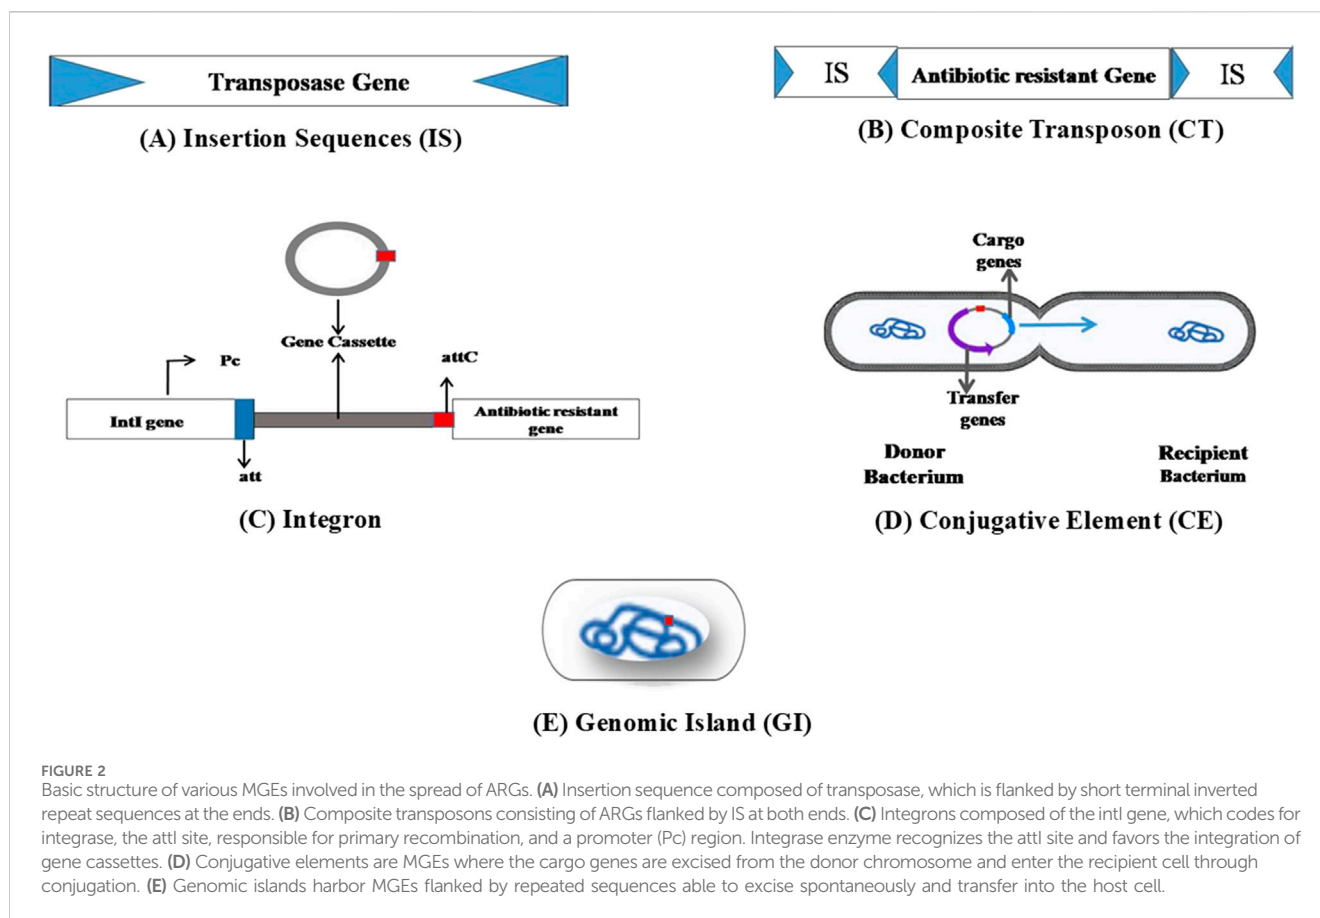 Transposase Gene
(A) Insertion Sequences (IS)
IS
Antibiotic resistant Gene
IS
(B) Composite Transposon (CT)
Gene Cassette
Pc
attC
IntI gene
Antibiotic resistant
gene
att
(C) Integron
Cargo
genes
Transfer
genes
Donor
Bacterium
Recipient
Bacterium
(D) Conjugative Element (CE)
(E) Genomic Island (GI)
FIGURE 2
Basic structure of various MGEs involved in the spread of ARGs. (A) Insertion sequence composed of transposase, which is flanked by short terminal inverted
repeat sequences at the ends. (B) Composite transposons consisting of ARGs flanked by IS at both ends. (C) Integrons composed of the intI gene, which codes for
integrase, the attI site, responsible for primary recombination, and a promoter (Pc) region. Integrase enzyme recognizes the attI site and favors the integration of
gene cassettes. (D) Conjugative elements are MGEs where the cargo genes are excised from the donor chromosome and enter the recipient cell through
conjugation. (E) Genomic islands harbor MGEs flanked by repeated sequences able to excise spontaneously and transfer into the host cell.